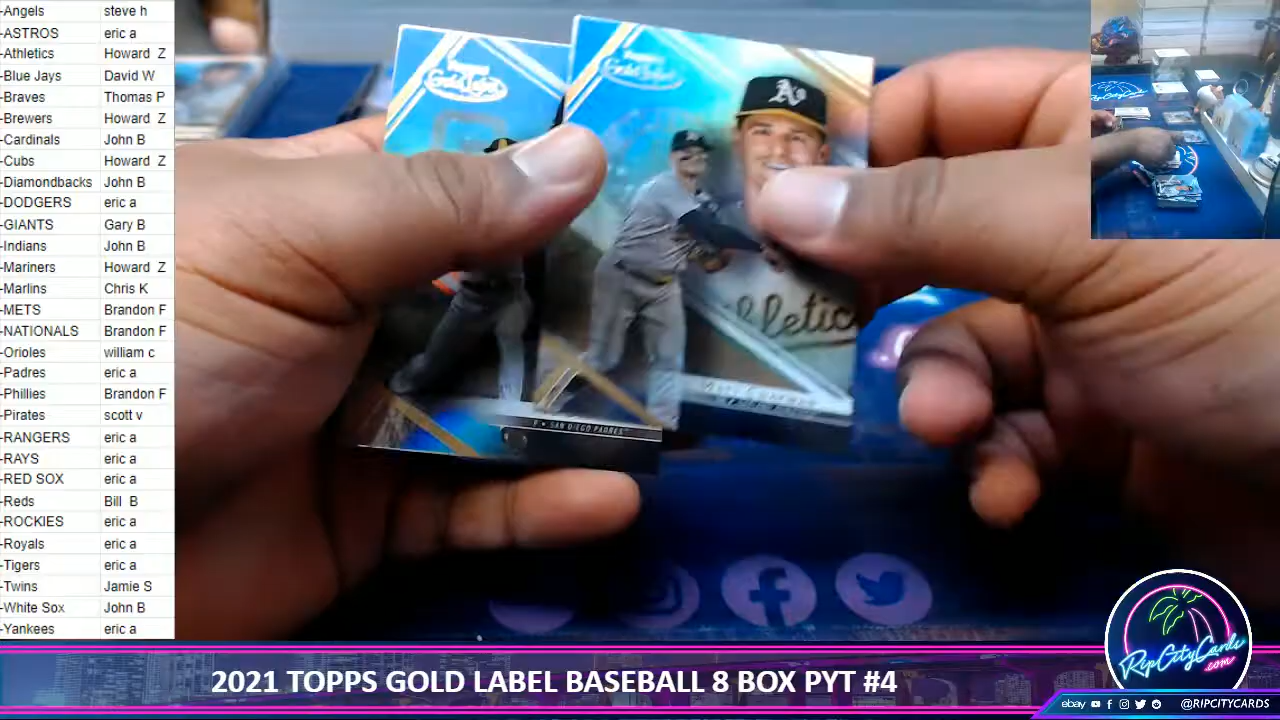 -Angels steve h
-ASTROS eric a
-Athletics Howard Z
-Blue Jays David W
-Braves Thomas P
-Brewers Howard Z
-Cardinals John B
-Cubs Howard Z
-Diamondbacks John B
-DODGERS eric a
-GIANTS Gary B
-Indians John B
-Mariners Howard Z
-Marlins Chris K
-METS Brandon F
-NATIONALS Brandon F
-Orioles william c
-Padres eric a
-Phillies Brandon F
-Pirates scott v
-RANGERS eric a
-RAYS eric a
-RED SOX eric a
-Reds Bill B
-ROCKIES eric a
-Royals eric a
-Tigers eric a
-Twins Jamie S
-White Sox John B
-Yankees eric a
Gold Label
Gold Label
A's
P • SAN DIEGO PADRES
RipCityCards
.com
2021 TOPPS GOLD LABEL BASEBALL 8 BOX PYT #4
ebay @RIPCITYCARDS